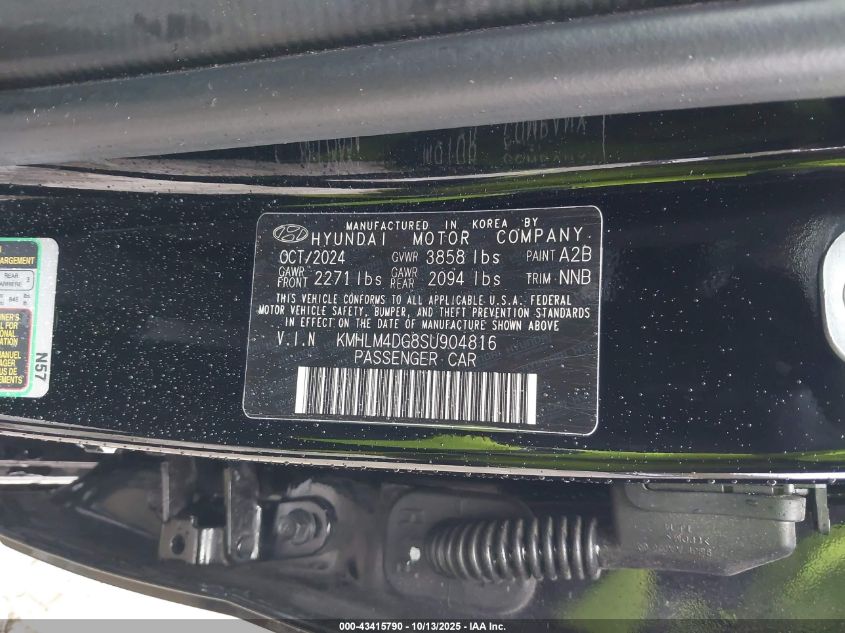 MANUFACTURED IN KOREA BY
HYUNDAI MOTOR COMPANY
OCT/2024 GVWR 3858 lbs PAINT A2B
GAWR FRONT 2271 lbs GAWR REAR 2094 lbs TRIM NNB
THIS VEHICLE CONFORMS TO ALL APPLICABLE U.S.A. FEDERAL
MOTOR VEHICLE SAFETY, BUMPER, AND THEFT PREVENTION STANDARDS
IN EFFECT ON THE DATE OF MANUFACTURE SHOWN ABOVE
V.I.N KMHLM4DG8SU904816
PASSENGER CAR
REAR
N57
000-43415790 - 10/13/2025 - IAA Inc.